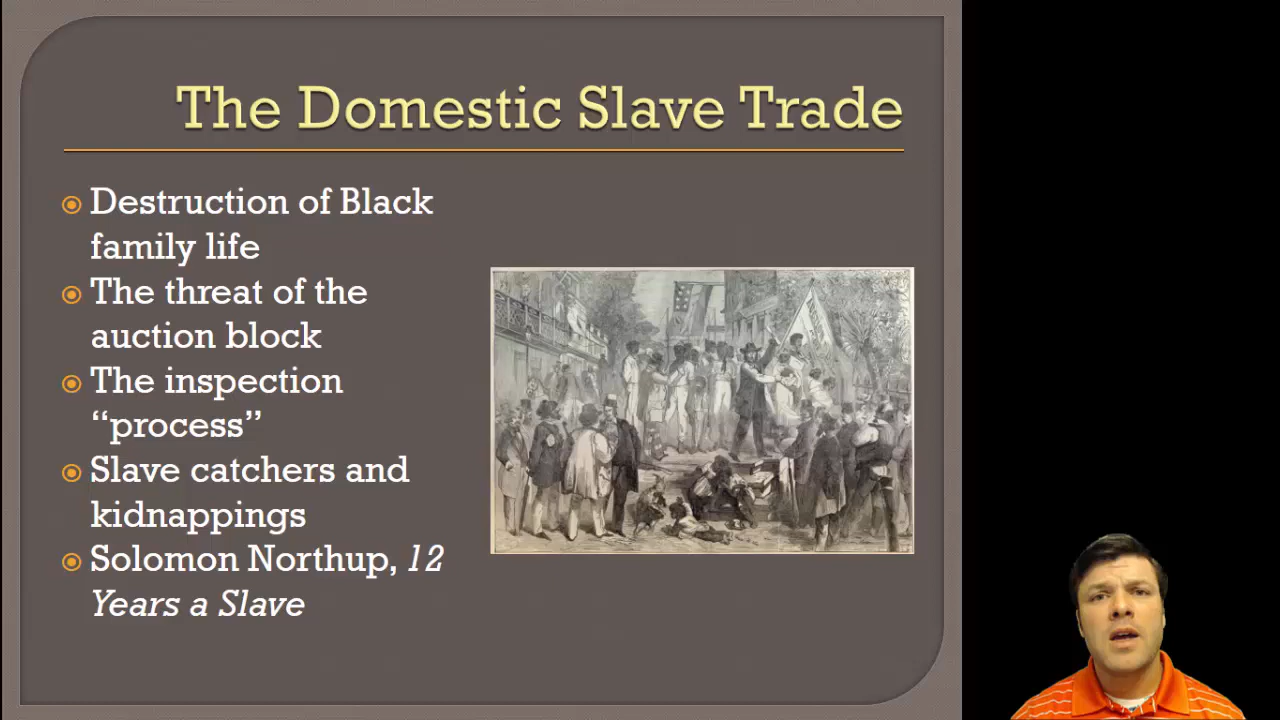 The Domestic Slave Trade
Destruction of Black
family life
The threat of the
auction block
The inspection
“process”
Slave catchers and
kidnappings
Solomon Northup, 12
Years a Slave